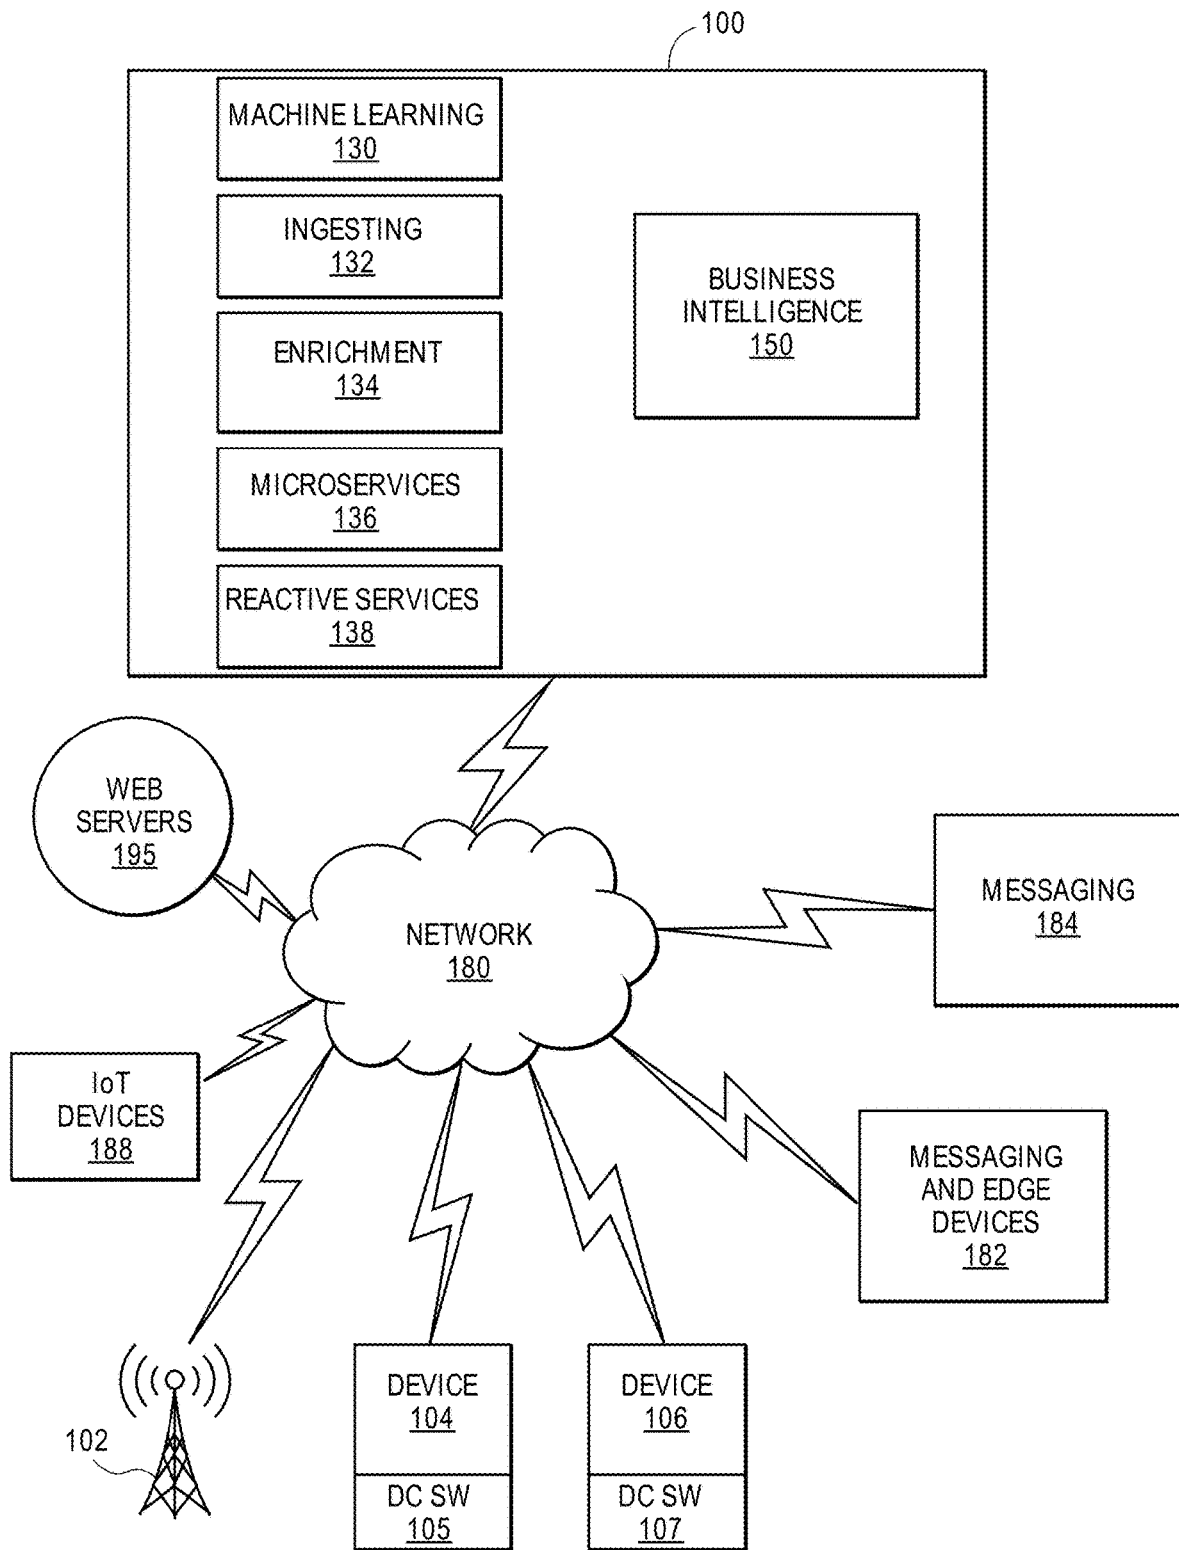 100
MACHINE LEARNING
130
INGESTING
132
ENRICHMENT
134
MICROSERVICES
136
REACTIVE SERVICES
138
BUSINESS
INTELLIGENCE
150
WEB
SERVERS
195
NETWORK
180
MESSAGING
184
IoT
DEVICES
188
MESSAGING
AND EDGE
DEVICES
182
102
DEVICE
104
DC SW
105
DEVICE
106
DC SW
107